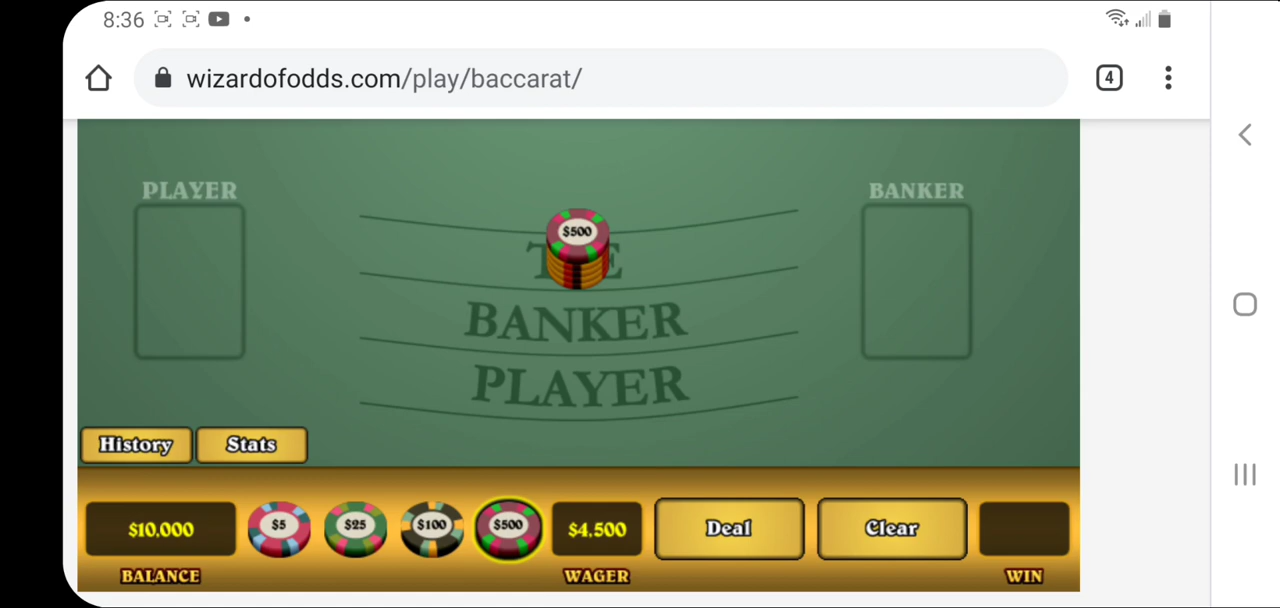 8:36
wizardofodds.com/play/baccarat/
4
PLAYER
BANKER
$500
TIE
BANKER
PLAYER
History
Stats
$10,000
$5
$25
$100
$500
$4,500
Deal
Clear
BALANCE
WAGER
WIN